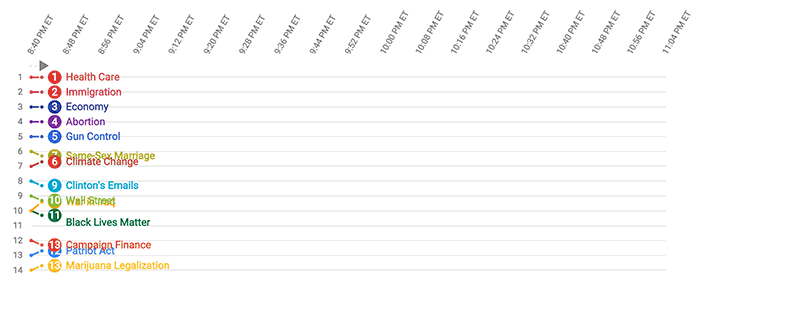 8:40 PM ET
8:48 PM ET
8:56 PM ET
9:04 PM ET
9:12 PM ET
9:20 PM ET
9:28 PM ET
9:36 PM ET
9:44 PM ET
9:52 PM ET
10:00 PM ET
10:08 PM ET
10:16 PM ET
10:24 PM ET
10:32 PM ET
10:40 PM ET
10:48 PM ET
10:56 PM ET
11:04 PM ET
1 1 Health Care
2 2 Immigration
3 3 Economy
4 4 Abortion
5 5 Gun Control
6 7 Same-Sex Marriage
7 6 Climate Change
8 9 Clinton's Emails
9 10 Wall Street
War in Iraq
10 11
11 Black Lives Matter
12 13 Campaign Finance
13 12 Patriot Act
14 13 Marijuana Legalization